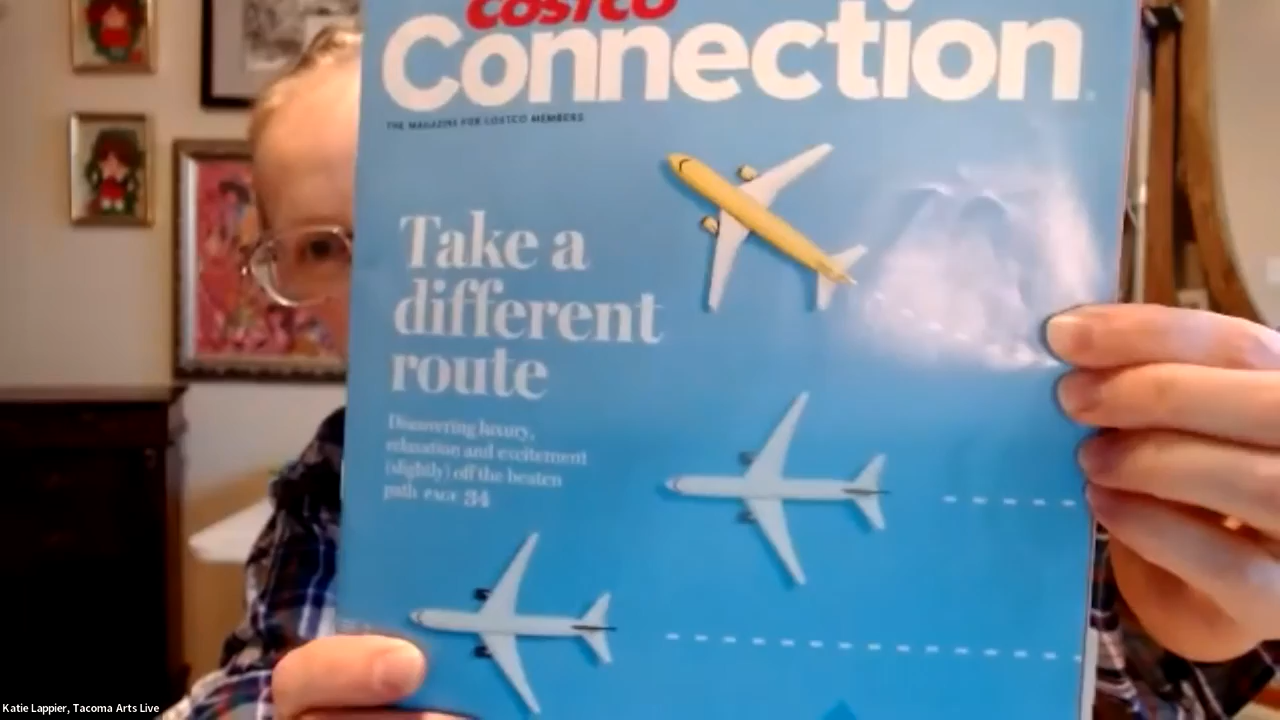 COSTCO
Connection
THE MAGAZINE FOR COSTCO MEMBERS
Take a
different
route
Discovering luxury,
relaxation and excitement
(slightly) off the beaten
path PAGE 34
Katie Lappier, Tacoma Arts Live